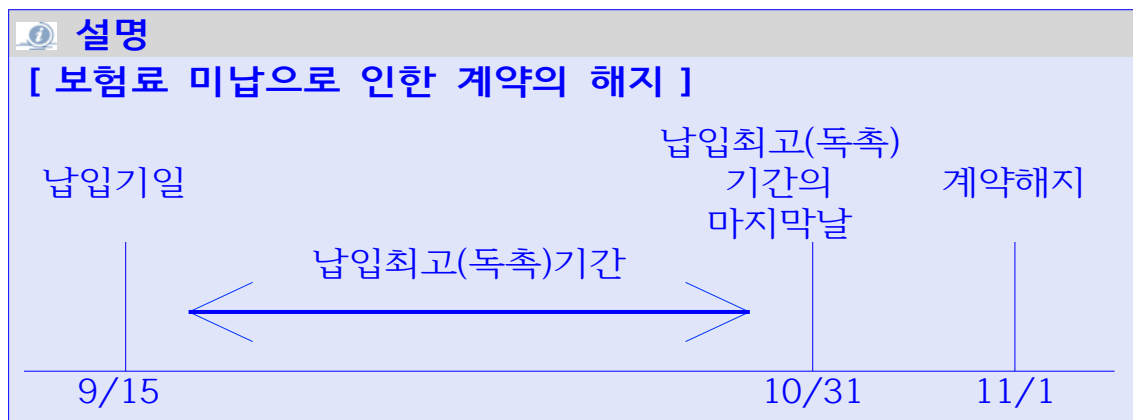 설명
[ 보험료 미납으로 인한 계약의 해지 ]
납입기일
납입최고(독촉)
기간의
마지막날
계약해지
납입최고(독촉)기간
9/15
10/31
11/1